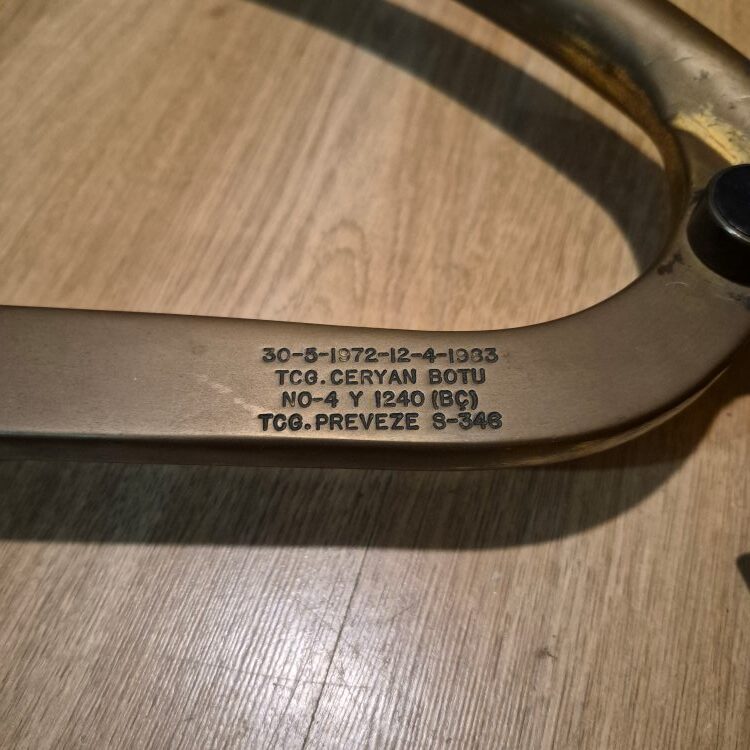 30-5-1972-12-4-1983
TCG. CERYAN BOTU
NO-4 Y 1240 (BÇ)
TCG. PREVEZE S-346